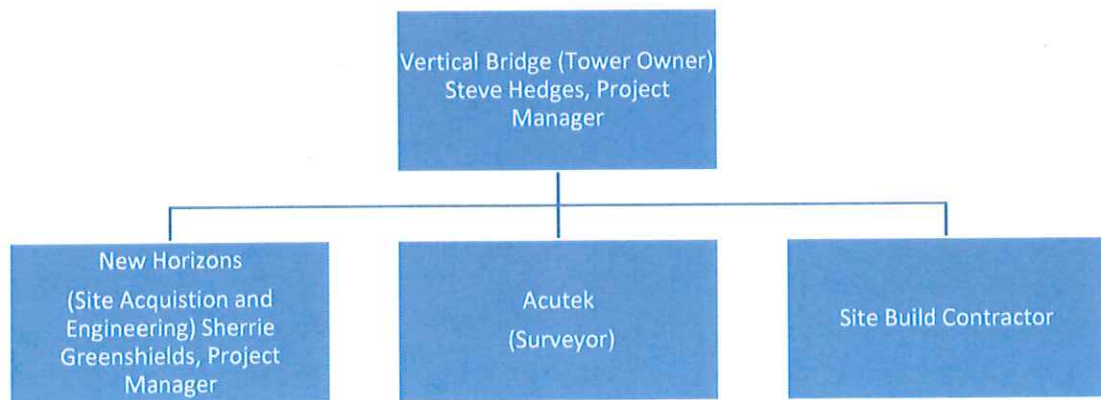 Vertical Bridge (Tower Owner)
Steve Hedges, Project
Manager
New Horizons
(Site Acquistion and
Engineering) Sherrie
Greenshields, Project
Manager
Acutek
(Surveyor)
Site Build Contractor